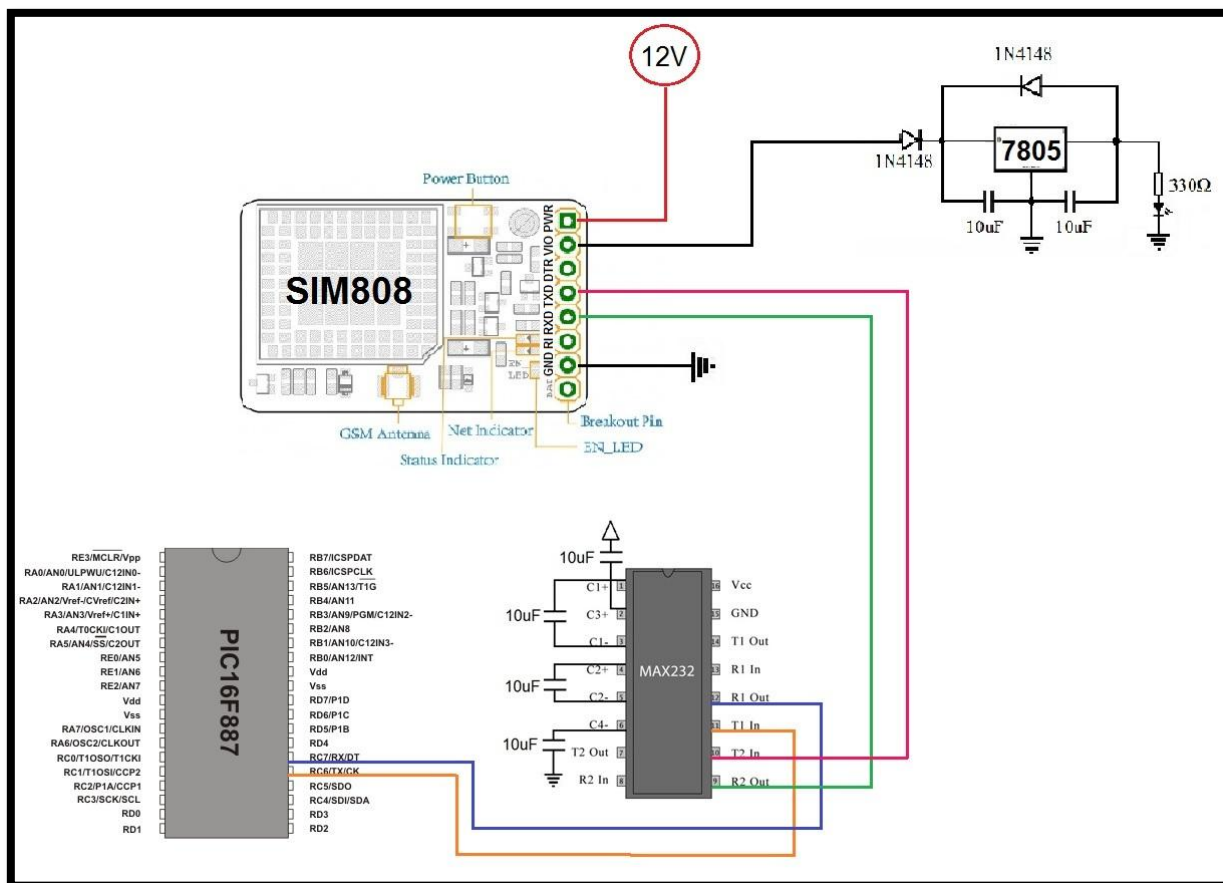 12V
1N4148
1N4148
7805
330Ω
10uF
10uF
Power Button
SIM808
PWR
VIO
DTR
TXD
RXD
RI
GND
BAT
EN
LED
GSM Antenna
Net Indicator
Status Indicator
Breakout Pin
EN_LED
RE3/MCLR/Vpp
RA0/AN0/ULPWU/C12IN0-
RA1/AN1/C12IN1-
RA2/AN2/Vref-/CVref/C2IN+
RA3/AN3/Vref+/C1IN+
RA4/T0CKI/C1OUT
RA5/AN4/SS/C2OUT
RE0/AN5
RE1/AN6
RE2/AN7
Vdd
Vss
RA7/OSC1/CLKIN
RA6/OSC2/CLKOUT
RC0/T1OSO/T1CKI
RC1/T1OSI/CCP2
RC2/P1A/CCP1
RC3/SCK/SCL
RD0
RD1
PIC16F887
RB7/ICSPDAT
RB6/ICSPCLK
RB5/AN13/T1G
RB4/AN11
RB3/AN9/PGM/C12IN2-
RB2/AN8
RB1/AN10/C12IN3-
RB0/AN12/INT
Vdd
Vss
RD7/P1D
RD6/P1C
RD5/P1B
RD4
RC7/RX/DT
RC6/TX/CK
RC5/SDO
RC4/SDI/SDA
RD3
RD2
10uF
10uF
10uF
10uF
C1+ 1
C3+ 2
C1- 3
C2+ 4
C2- 5
C4- 6
T2 Out 7
R2 In 8
MAX232
16 Vcc
15 GND
14 T1 Out
13 R1 In
12 R1 Out
11 T1 In
10 T2 In
9 R2 Out